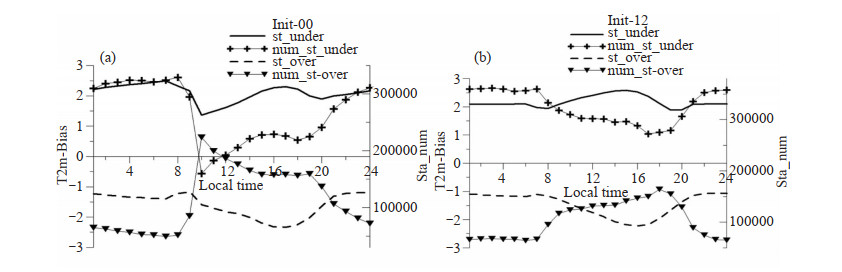 Init-00
st_under
num_st_under
st_over
num_st-over
(a)
3
2
1
0
−1
−2
−3
T2m-Bias
4
8
12
16
20
24
Local time
300000
200000
100000
Sta_num
Init-12
st_under
num_st_under
st_over
num_st-over
(b)
3
2
1
0
−1
−2
−3
T2m-Bias
4
8
12
16
20
24
Local time
300000
200000
100000
Sta_num